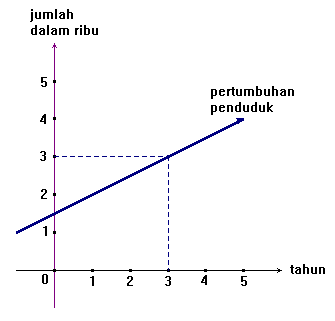 jumlah
dalam ribu
5
pertumbuhan
penduduk
4
3
2
1
tahun
0 1 2 3 4 5